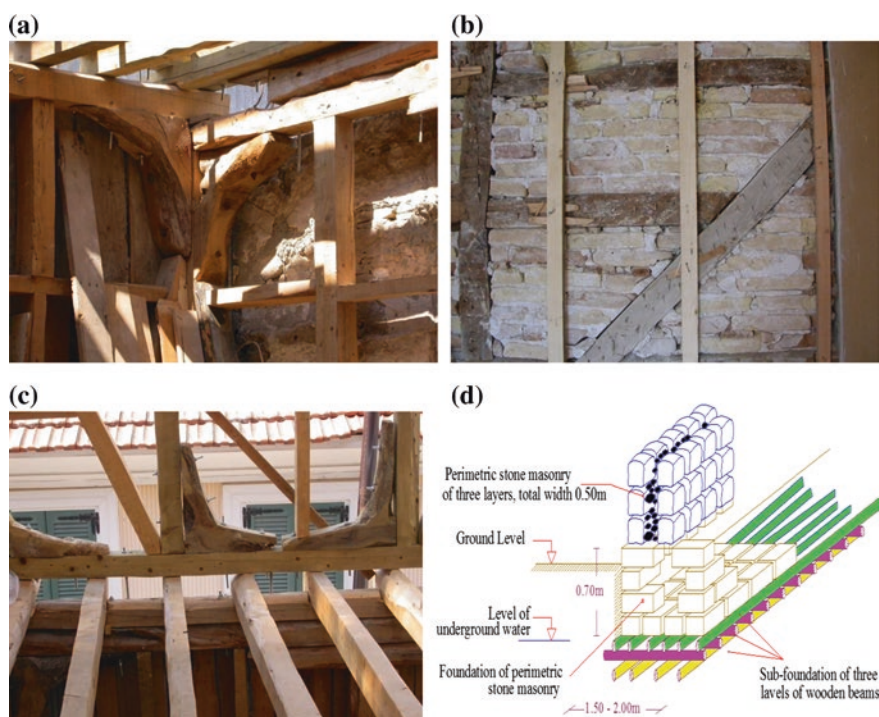 (a)
(b)
(c)
(d)
Perimetric stone masonry
of three layers, total width 0.50m
Ground Level
0.70m
Level of
underground water
Foundation of perimetric
stone masonry
Sub-foundation of three
lavels of wooden beams
1.50 - 2.00m